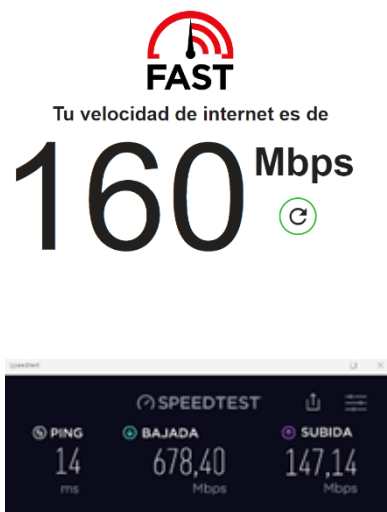 FAST
Tu velocidad de internet es de
160 Mbps
Speedtest
SPEEDTEST
PING BAJADA SUBIDA
14 678,40 147,14
ms Mbps Mbps